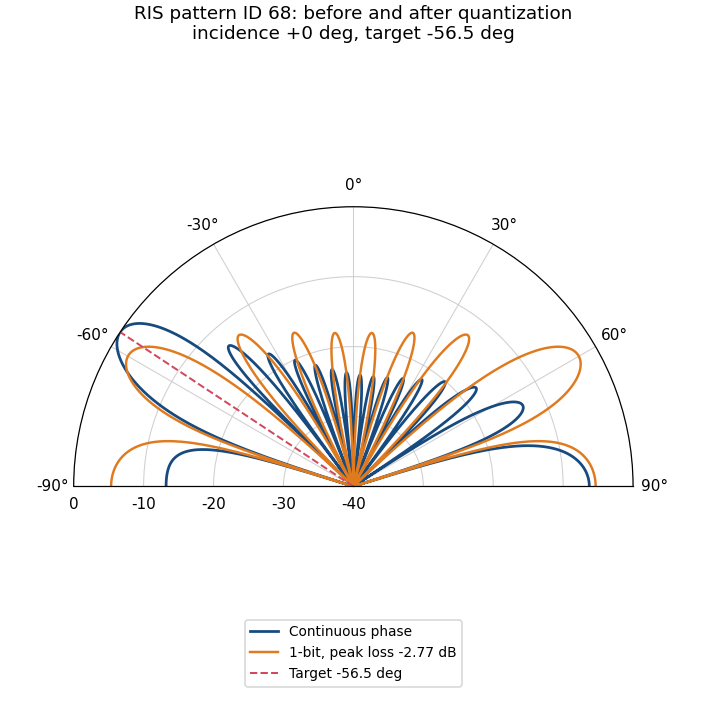 RIS pattern ID 68: before and after quantization
incidence +0 deg, target -56.5 deg
0°
-30°
30°
-60°
60°
-90°
90°
0
-10
-20
-30
-40
Continuous phase
1-bit, peak loss -2.77 dB
Target -56.5 deg